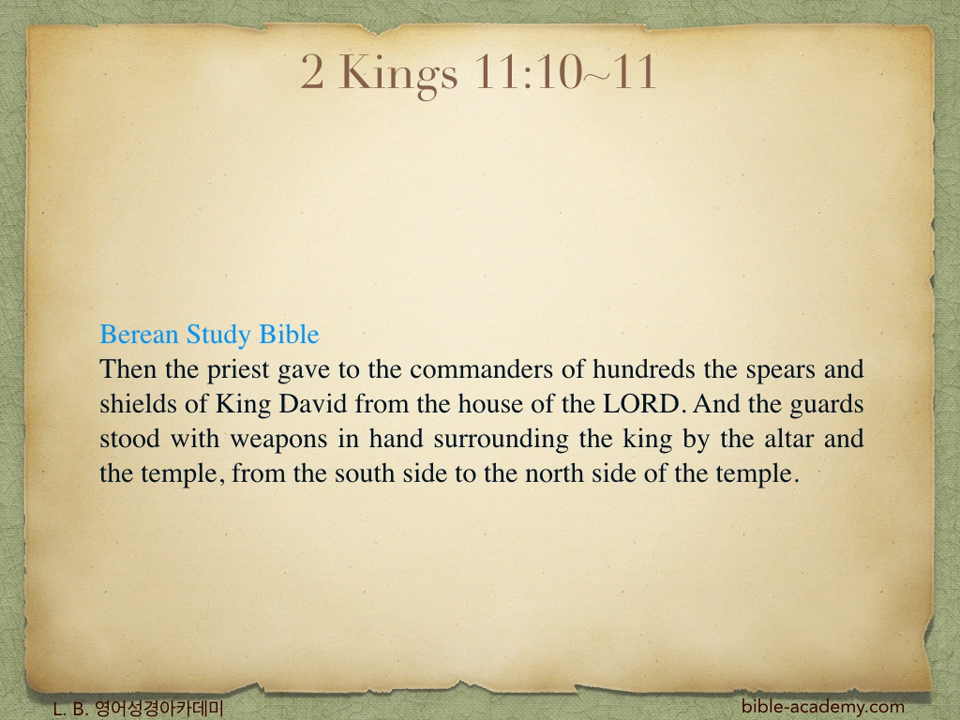 2 Kings 11:10~11
Berean Study Bible
Then the priest gave to the commanders of hundreds the spears and
shields of King David from the house of the LORD. And the guards
stood with weapons in hand surrounding the king by the altar and
the temple, from the south side to the north side of the temple.
L. B. 영어성경아카데미
bible-academy.com